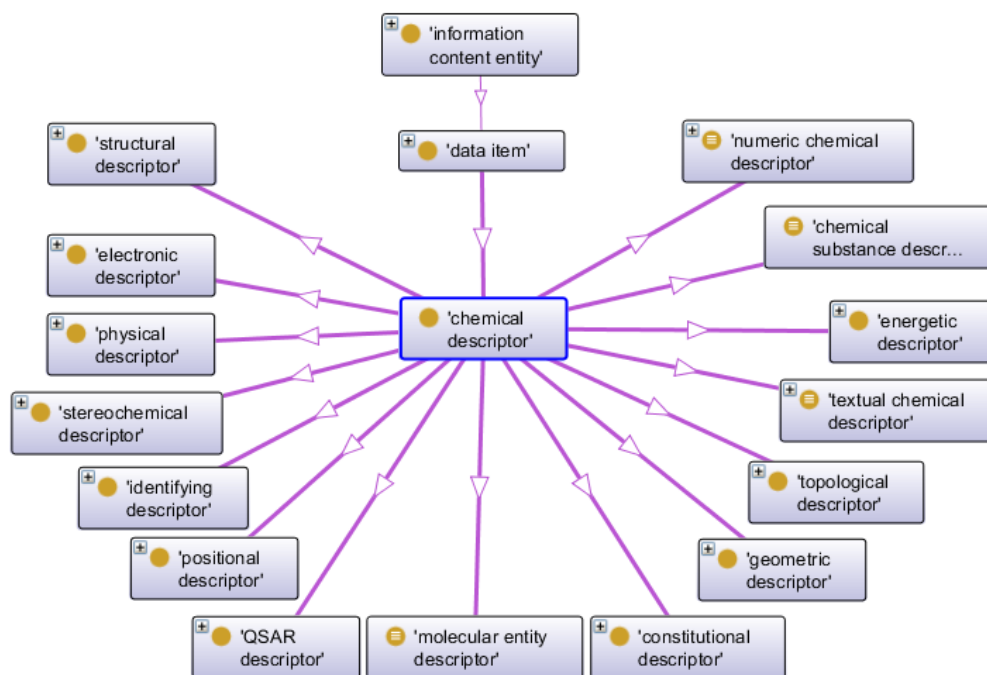 'information
content entity'
'structural
descriptor'
'data item'
'numeric chemical
descriptor'
'chemical
substance descr...
'electronic
descriptor'
'chemical
descriptor'
'energetic
descriptor'
'physical
descriptor'
'stereochemical
descriptor'
'textual chemical
descriptor'
'identifying
descriptor'
'topological
descriptor'
'positional
descriptor'
'geometric
descriptor'
'QSAR
descriptor'
'molecular entity
descriptor'
'constitutional
descriptor'